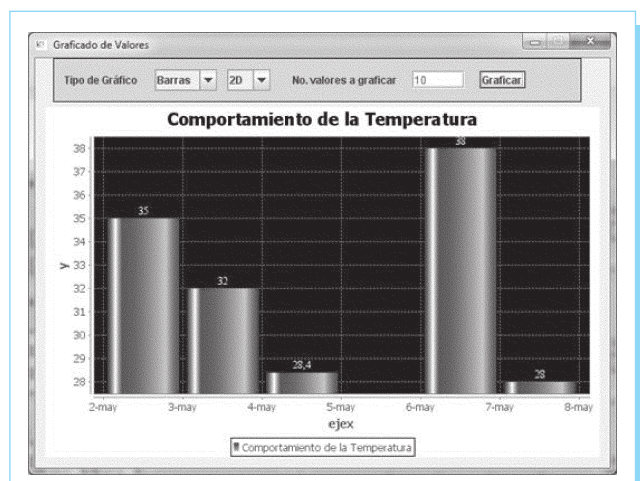 Graficado de Valores
Tipo de Gráfico Barras 2D No. valores a graficar 10 Graficar
Comportamiento de la Temperatura
38
37
36
35
34
33
32
31
30
29
28
y
35
32
28,4
38
28
2-may 3-may 4-may 5-may 6-may 7-may 8-may
ejex
Comportamiento de la Temperatura